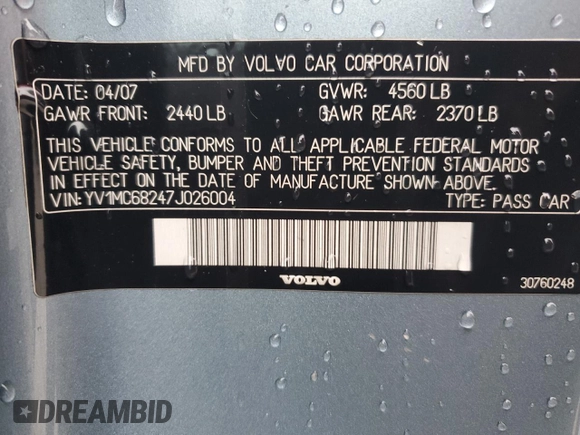 MFD BY VOLVO CAR CORPORATION
DATE: 04/07 GVWR: 4560 LB
GAWR FRONT: 2440 LB GAWR REAR: 2370 LB
THIS VEHICLE CONFORMS TO ALL APPLICABLE FEDERAL MOTOR
VEHICLE SAFETY, BUMPER AND THEFT PREVENTION STANDARDS
IN EFFECT ON THE DATE OF MANUFACTURE SHOWN ABOVE.
VIN: YV1MC68247J026004 TYPE: PASS CAR
VOLVO 30760248
DREAMBID